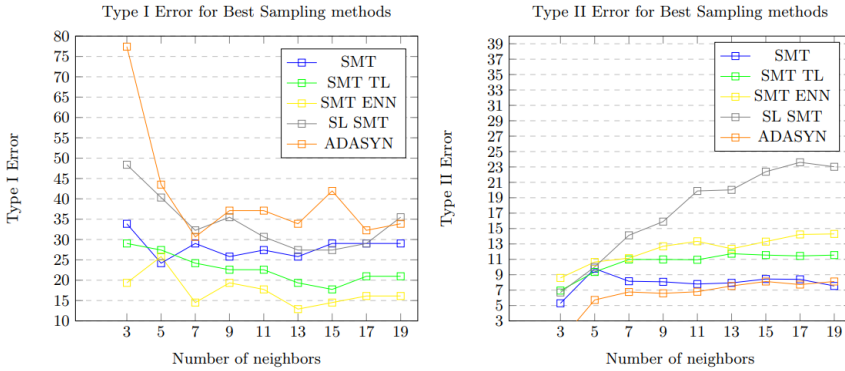 Type I Error for Best Sampling methods
80
75
70
65
60
55
50
45
40
35
30
25
20
15
10
3 5 7 9 11 13 15 17 19
Type I Error
Number of neighbors
SMT
SMT TL
SMT ENN
SL SMT
ADASYN
Type II Error for Best Sampling methods
39
37
35
33
31
29
27
25
23
21
19
17
15
13
11
9
7
5
3
3 5 7 9 11 13 15 17 19
Type II Error
Number of neighbors
SMT
SMT TL
SMT ENN
SL SMT
ADASYN